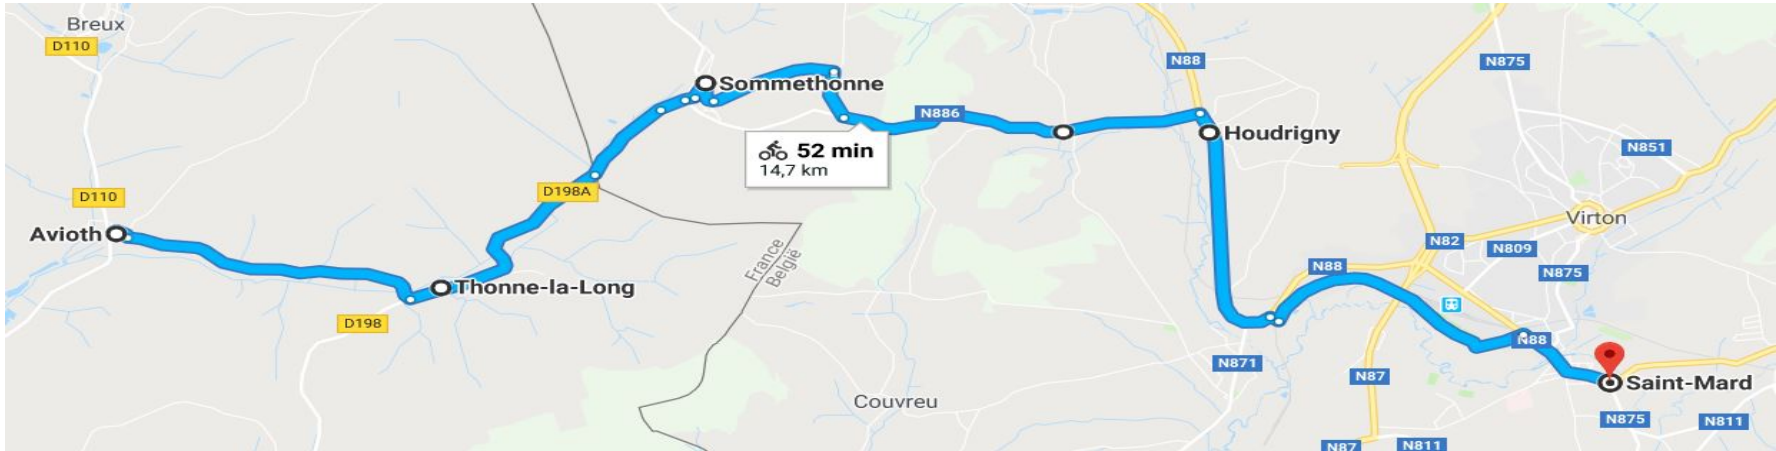 Breux
D110
N88
N875
Sommethonne
N886
Houdrigny
N851
52 min
14,7 km
D110
D198A
Avioth
Virton
N82
N809
France
België
N88
N875
Thonne-la-Long
D198
N88
N871
N87
Saint-Mard
Couvreu
N875
N811
N87
N811